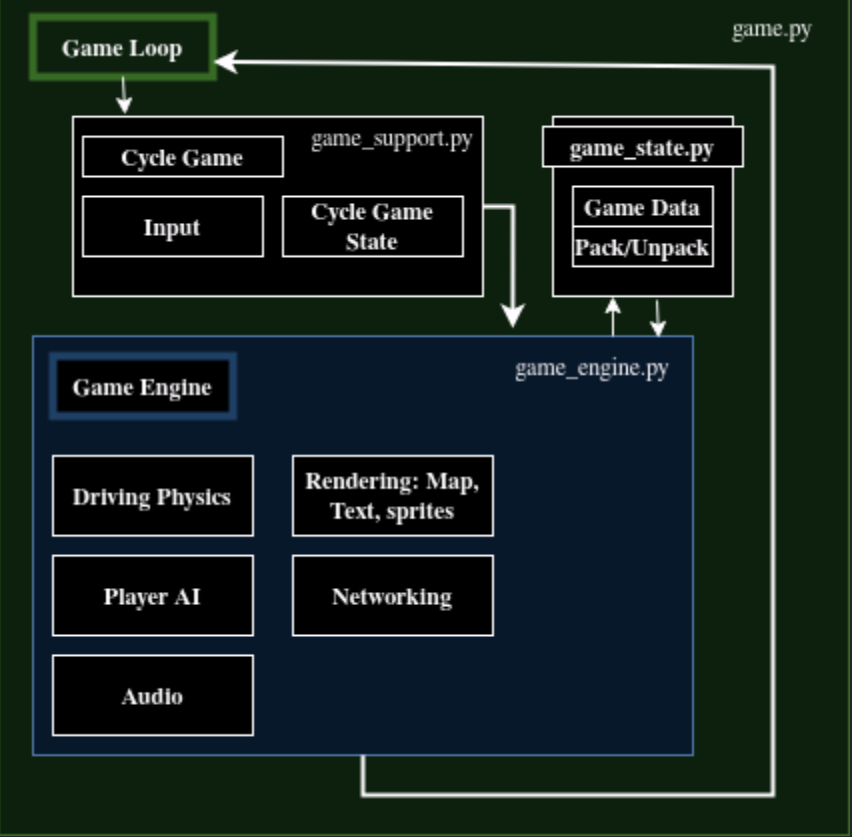 game.py
Game Loop
game_support.py
Cycle Game
Input
Cycle Game
State
game_state.py
Game Data
Pack/Unpack
game_engine.py
Game Engine
Driving Physics
Rendering: Map,
Text, sprites
Player AI
Networking
Audio